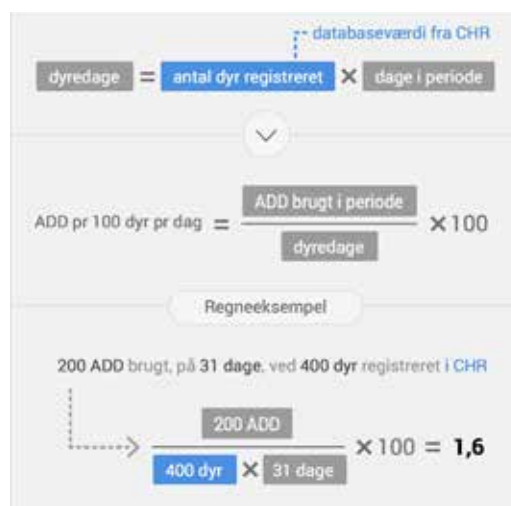 databaseværdi fra CHR
dyredage = antal dyr registreret × dage i periode
ADD brugt i periode
ADD pr 100 dyr pr dag = × 100
dyredage
Regneeksempel
200 ADD brugt, på 31 dage, ved 400 dyr registreret i CHR
200 ADD
× 100 = 1,6
400 dyr × 31 dage